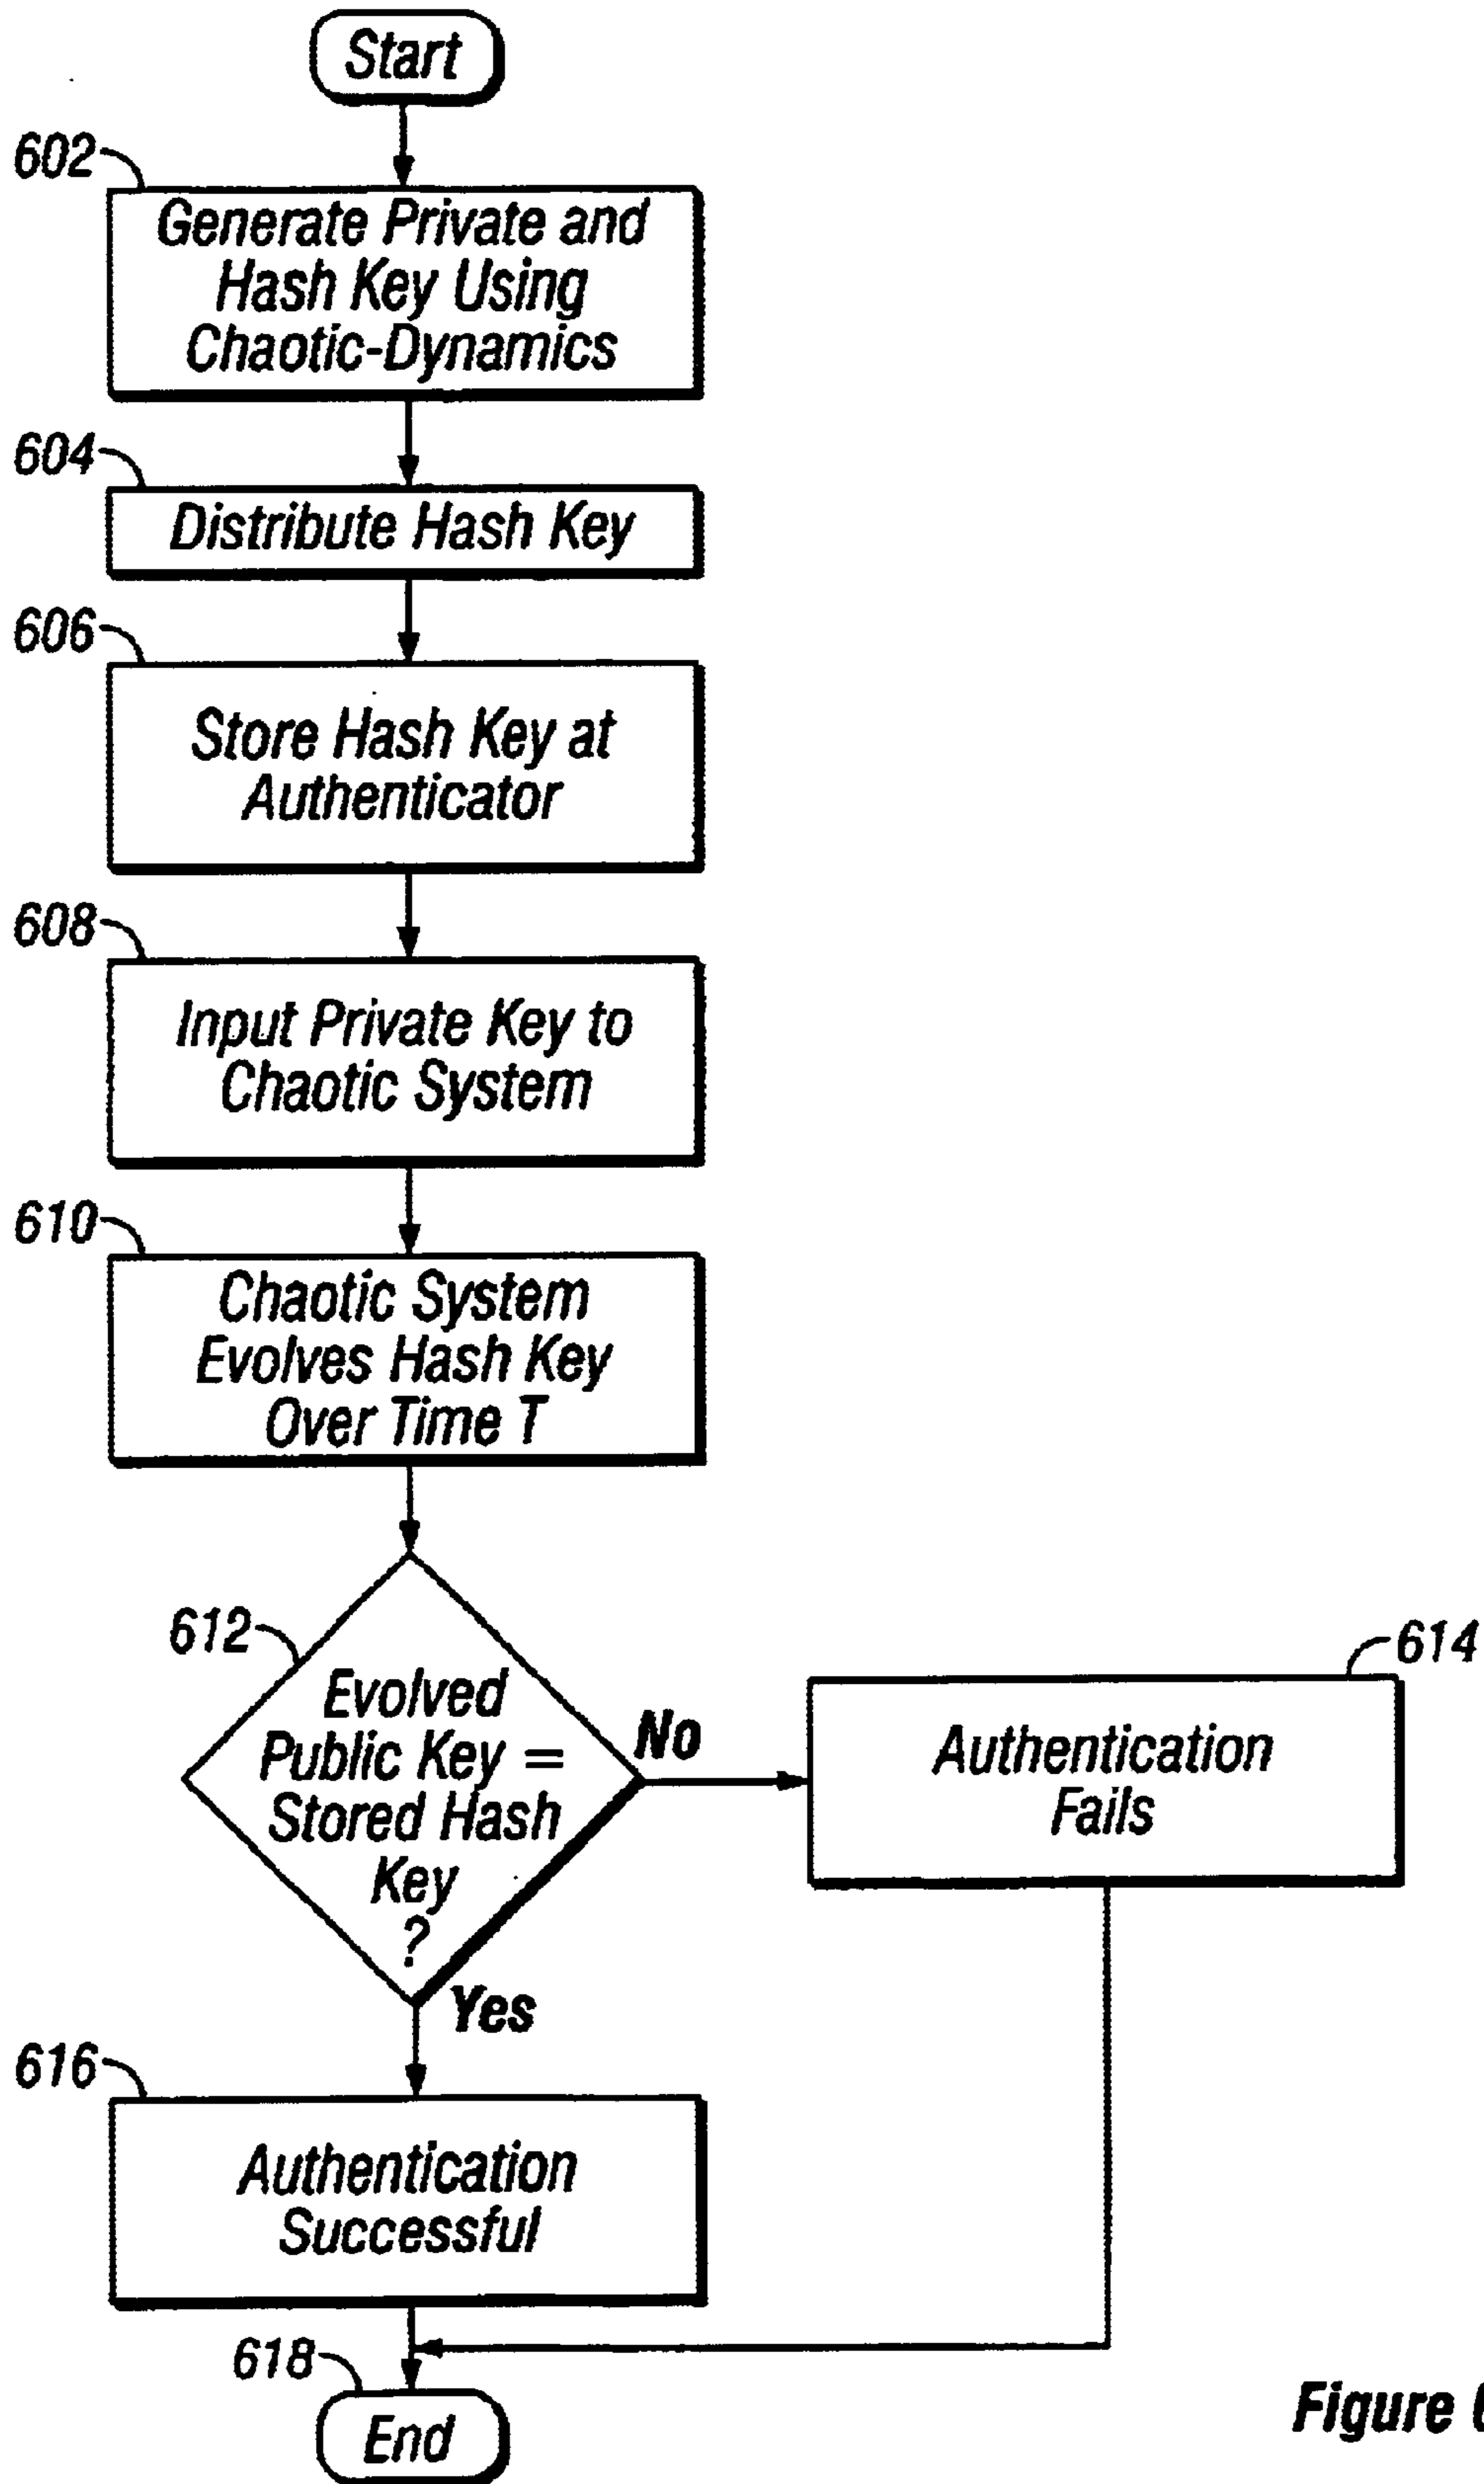 Start
602
Generate Private and
Hash Key Using
Chaotic-Dynamics
604
Distribute Hash Key
606
Store Hash Key at
Authenticator
608
Input Private Key to
Chaotic System
610
Chaotic System
Evolves Hash Key
Over Time T
612
Evolved
Public Key =
Stored Hash
Key
?
No
614
Authentication
Fails
Yes
616
Authentication
Successful
618
End
Figure